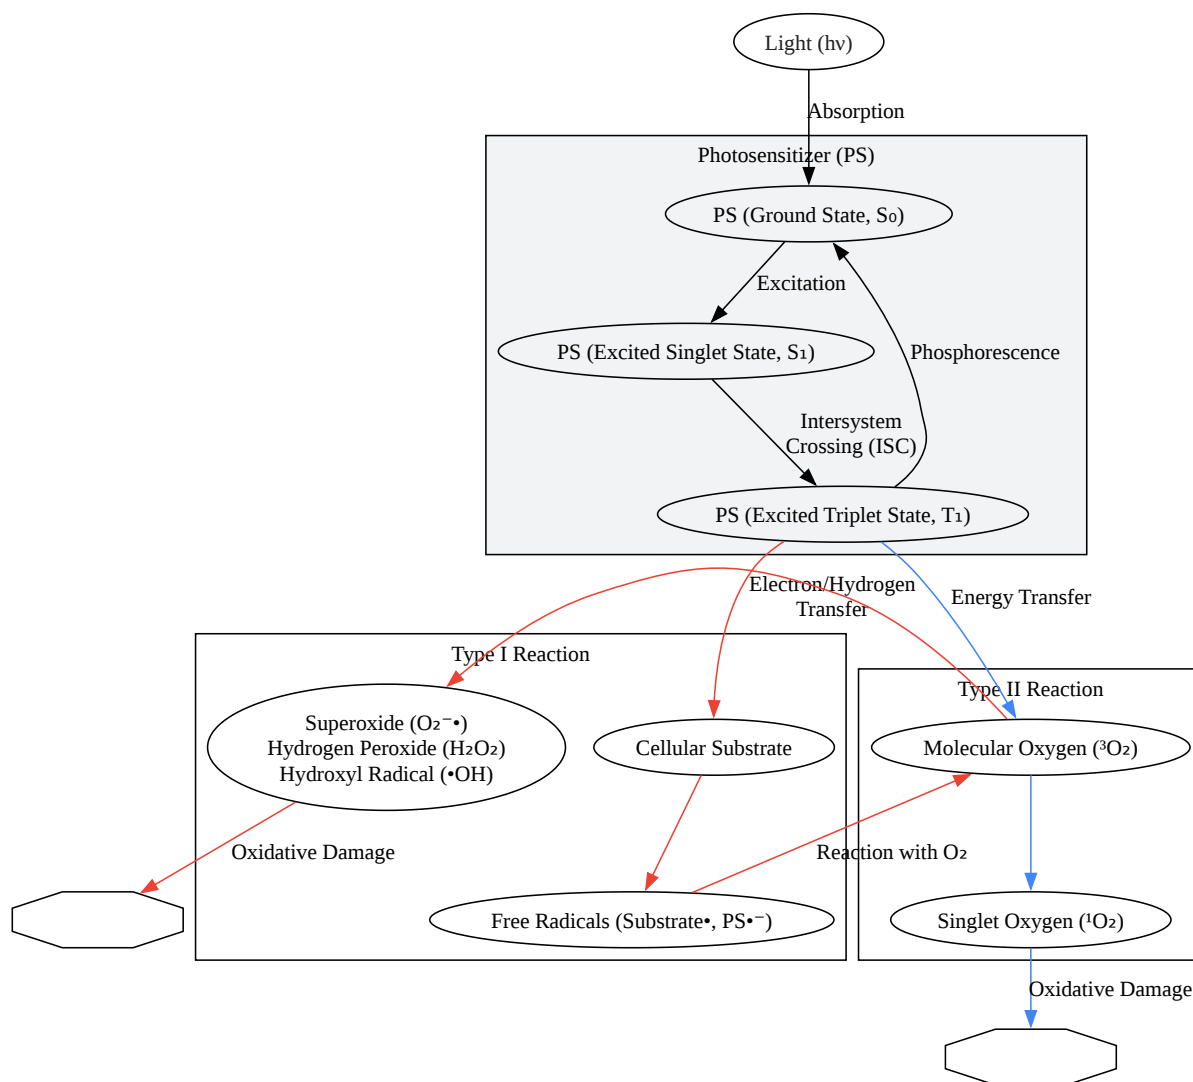 Light (hν)
Absorption
Photosensitizer (PS)
PS (Ground State, S₀)
Excitation
PS (Excited Singlet State, S₁)
Phosphorescence
Intersystem
Crossing (ISC)
PS (Excited Triplet State, T₁)
Electron/Hydrogen
Transfer
Energy Transfer
Type I Reaction
Type II Reaction
Superoxide (O₂⁻•)
Hydrogen Peroxide (H₂O₂)
Hydroxyl Radical (•OH)
Cellular Substrate
Molecular Oxygen (³O₂)
Oxidative Damage
Reaction with O₂
Free Radicals (Substrate•, PS•⁻)
Singlet Oxygen (¹O₂)
Oxidative Damage